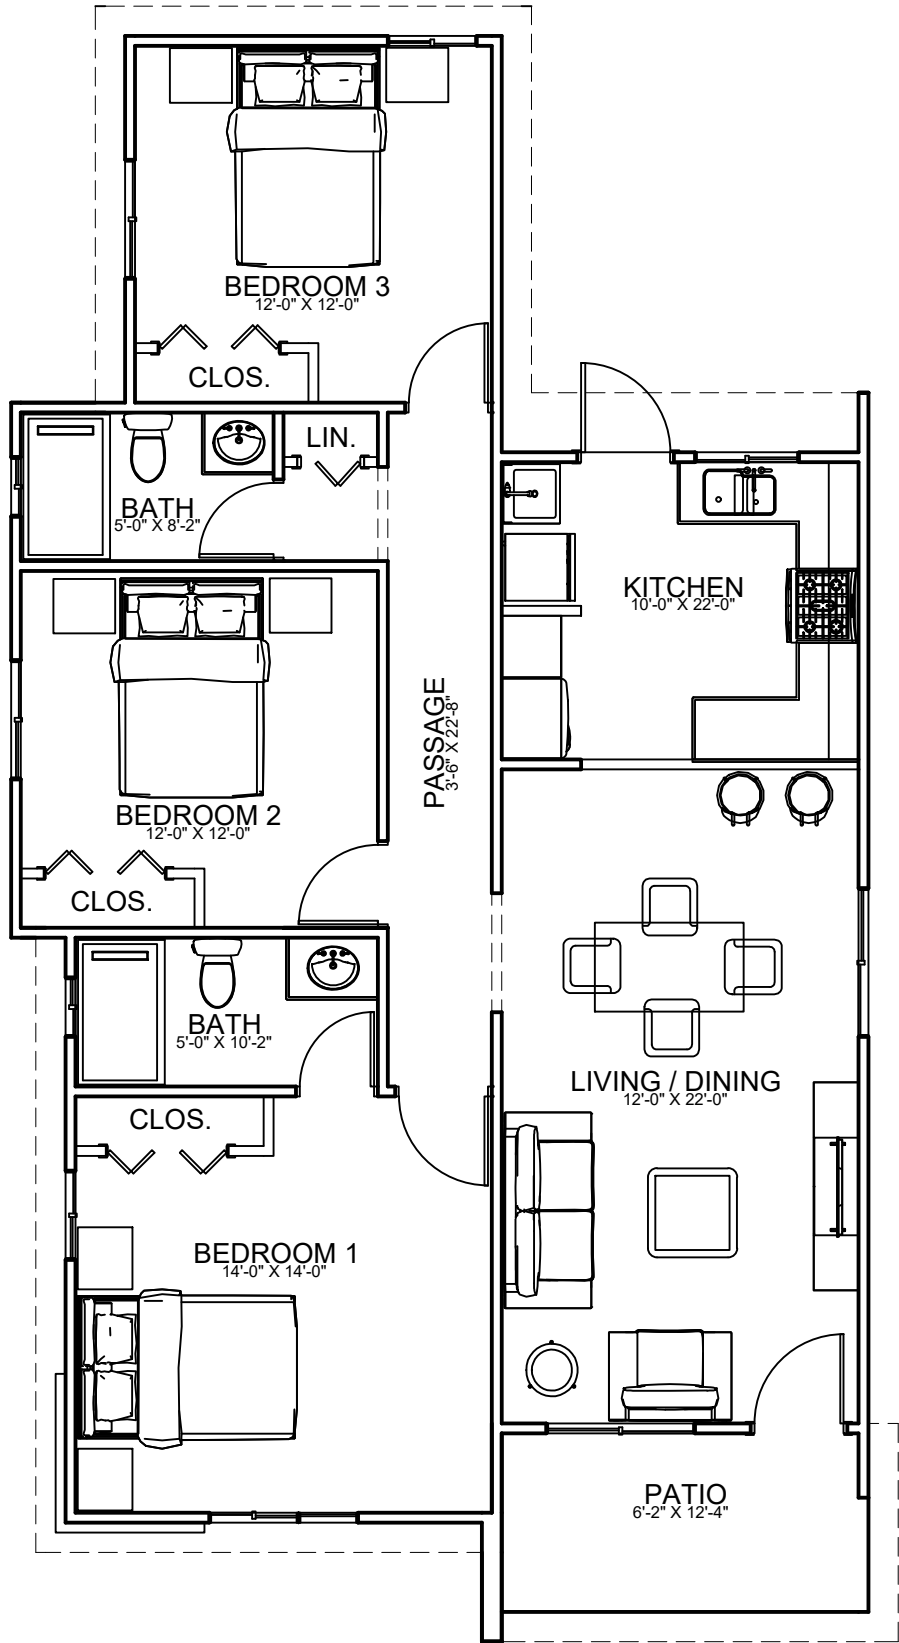 BEDROOM 3
12'-0" X 12'-0"
CLOS.
LIN.
BATH
5'-0" X 8'-2"
KITCHEN
10'-0" X 22'-0"
PASSAGE
3'-6" X 22'-8"
BEDROOM 2
12'-0" X 12'-0"
CLOS.
BATH
5'-0" X 10'-2"
LIVING / DINING
12'-0" X 22'-0"
CLOS.
BEDROOM 1
14'-0" X 14'-0"
PATIO
6'-2" X 12'-4"